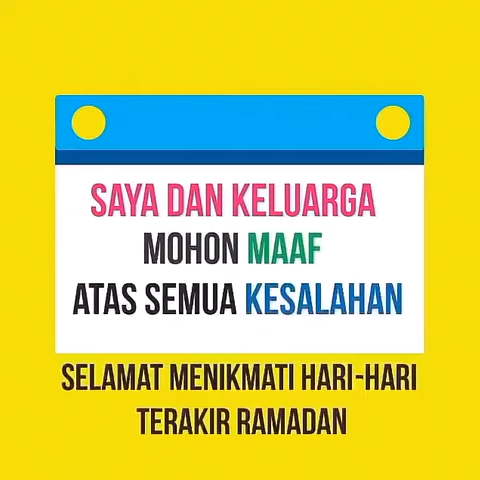 SAYA DAN KELUARGA
MOHON MAAF
ATAS SEMUA KESALAHAN
SELAMAT MENIKMATI HARI-HARI
TERAKIR RAMADAN